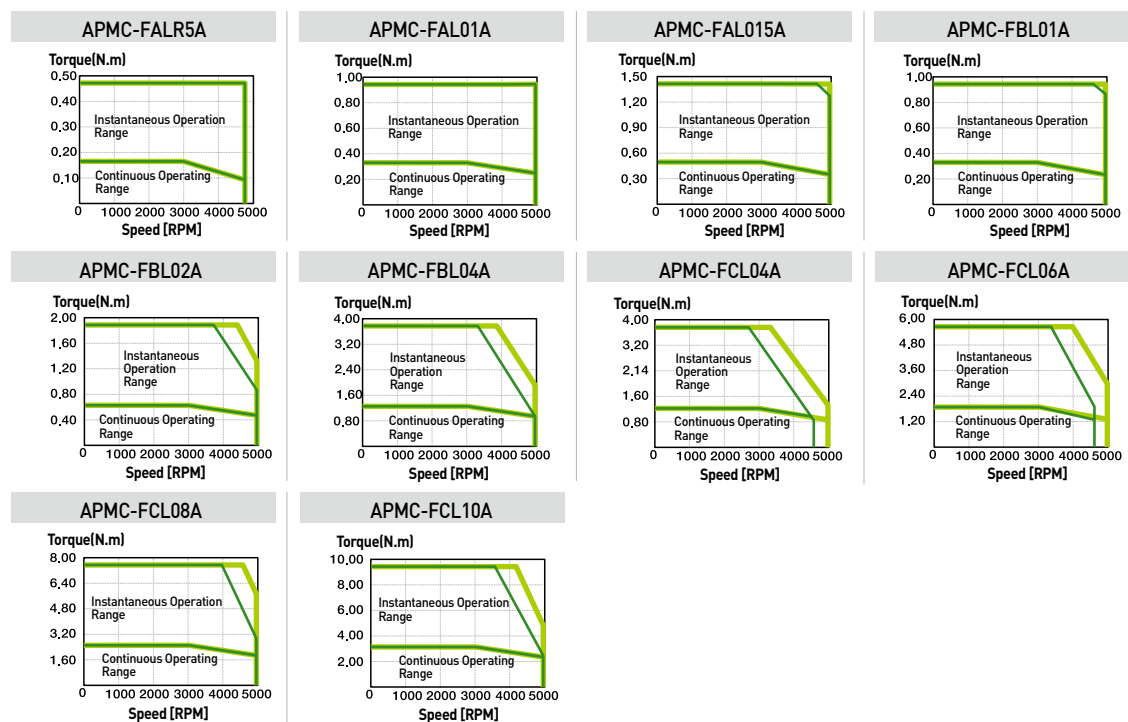 APMC-FALR5A
Torque(N.m)
0,50
0,40
0,30
0,20
0,10
Instantaneous Operation
Range
Continuous Operating
Range
0 1000 2000 3000 4000 5000
Speed [RPM]
APMC-FAL01A
Torque(N.m)
1,00
0,80
0,60
0,40
0,20
Instantaneous Operation
Range
Continuous Operating
Range
0 1000 2000 3000 4000 5000
Speed [RPM]
APMC-FAL015A
Torque(N.m)
1,50
1,20
0,90
0,60
0,30
Instantaneous Operation
Range
Continuous Operating
Range
0 1000 2000 3000 4000 5000
Speed [RPM]
APMC-FBL01A
Torque(N.m)
1,00
0,80
0,60
0,40
0,20
Instantaneous Operation
Range
Continuous Operating
Range
0 1000 2000 3000 4000 5000
Speed [RPM]
APMC-FBL02A
Torque(N.m)
2,00
1,60
1,20
0,80
0,40
Instantaneous
Operation
Range
Continuous Operating
Range
0 1000 2000 3000 4000 5000
Speed [RPM]
APMC-FBL04A
Torque(N.m)
4,00
3,20
2,40
1,60
0,80
Instantaneous
Operation
Range
Continuous Operating
Range
0 1000 2000 3000 4000 5000
Speed [RPM]
APMC-FCL04A
Torque(N.m)
4,00
3,20
2,14
1,60
0,80
Instantaneous
Operation
Range
Continuous Operating
Range
0 1000 2000 3000 4000 5000
Speed [RPM]
APMC-FCL06A
Torque(N.m)
6,00
4,80
3,60
2,40
1,20
Instantaneous
Operation
Range
Continuous Operating
Range
0 1000 2000 3000 4000 5000
Speed [RPM]
APMC-FCL08A
Torque(N.m)
8,00
6,40
4,80
3,20
1,60
Instantaneous Operation
Range
Continuous Operating
Range
0 1000 2000 3000 4000 5000
Speed [RPM]
APMC-FCL10A
Torque(N.m)
10,00
8,00
6,00
4,00
2,00
Instantaneous Operation
Range
Continuous Operating
Range
0 1000 2000 3000 4000 5000
Speed [RPM]